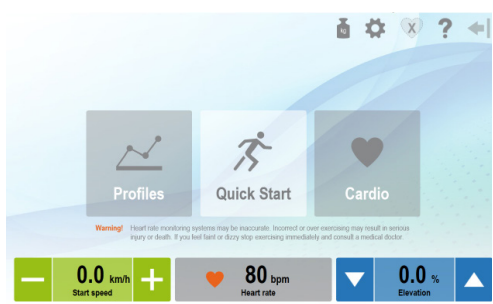 kg
X
?
Profiles
Quick Start
Cardio
Warning! Heart rate monitoring systems may be inaccurate. Incorrect or over exercising may result in serious
injury or death. If you feel faint or dizzy stop exercising immediately and consult a medical doctor.
0.0 km/h
Start speed
80 bpm
Heart rate
0.0 %
Elevation